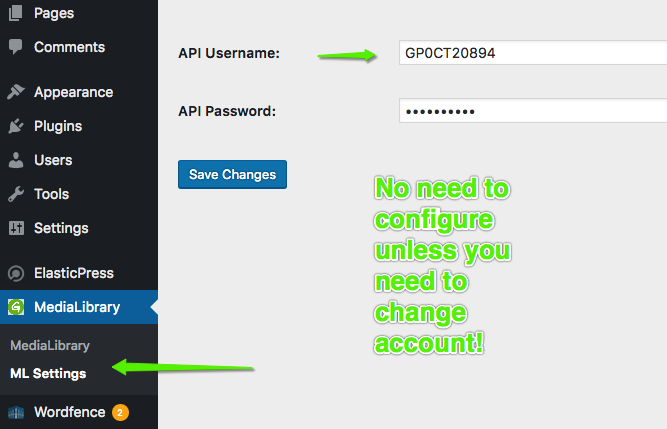 Pages
Comments
Appearance
Plugins
Users
Tools
Settings
ElasticPress
MediaLibrary
MediaLibrary
ML Settings
Wordfence 2
API Username: GP0CT20894
API Password: ••••••••••
Save Changes
No need to
configure
unless you
need to
change
account!